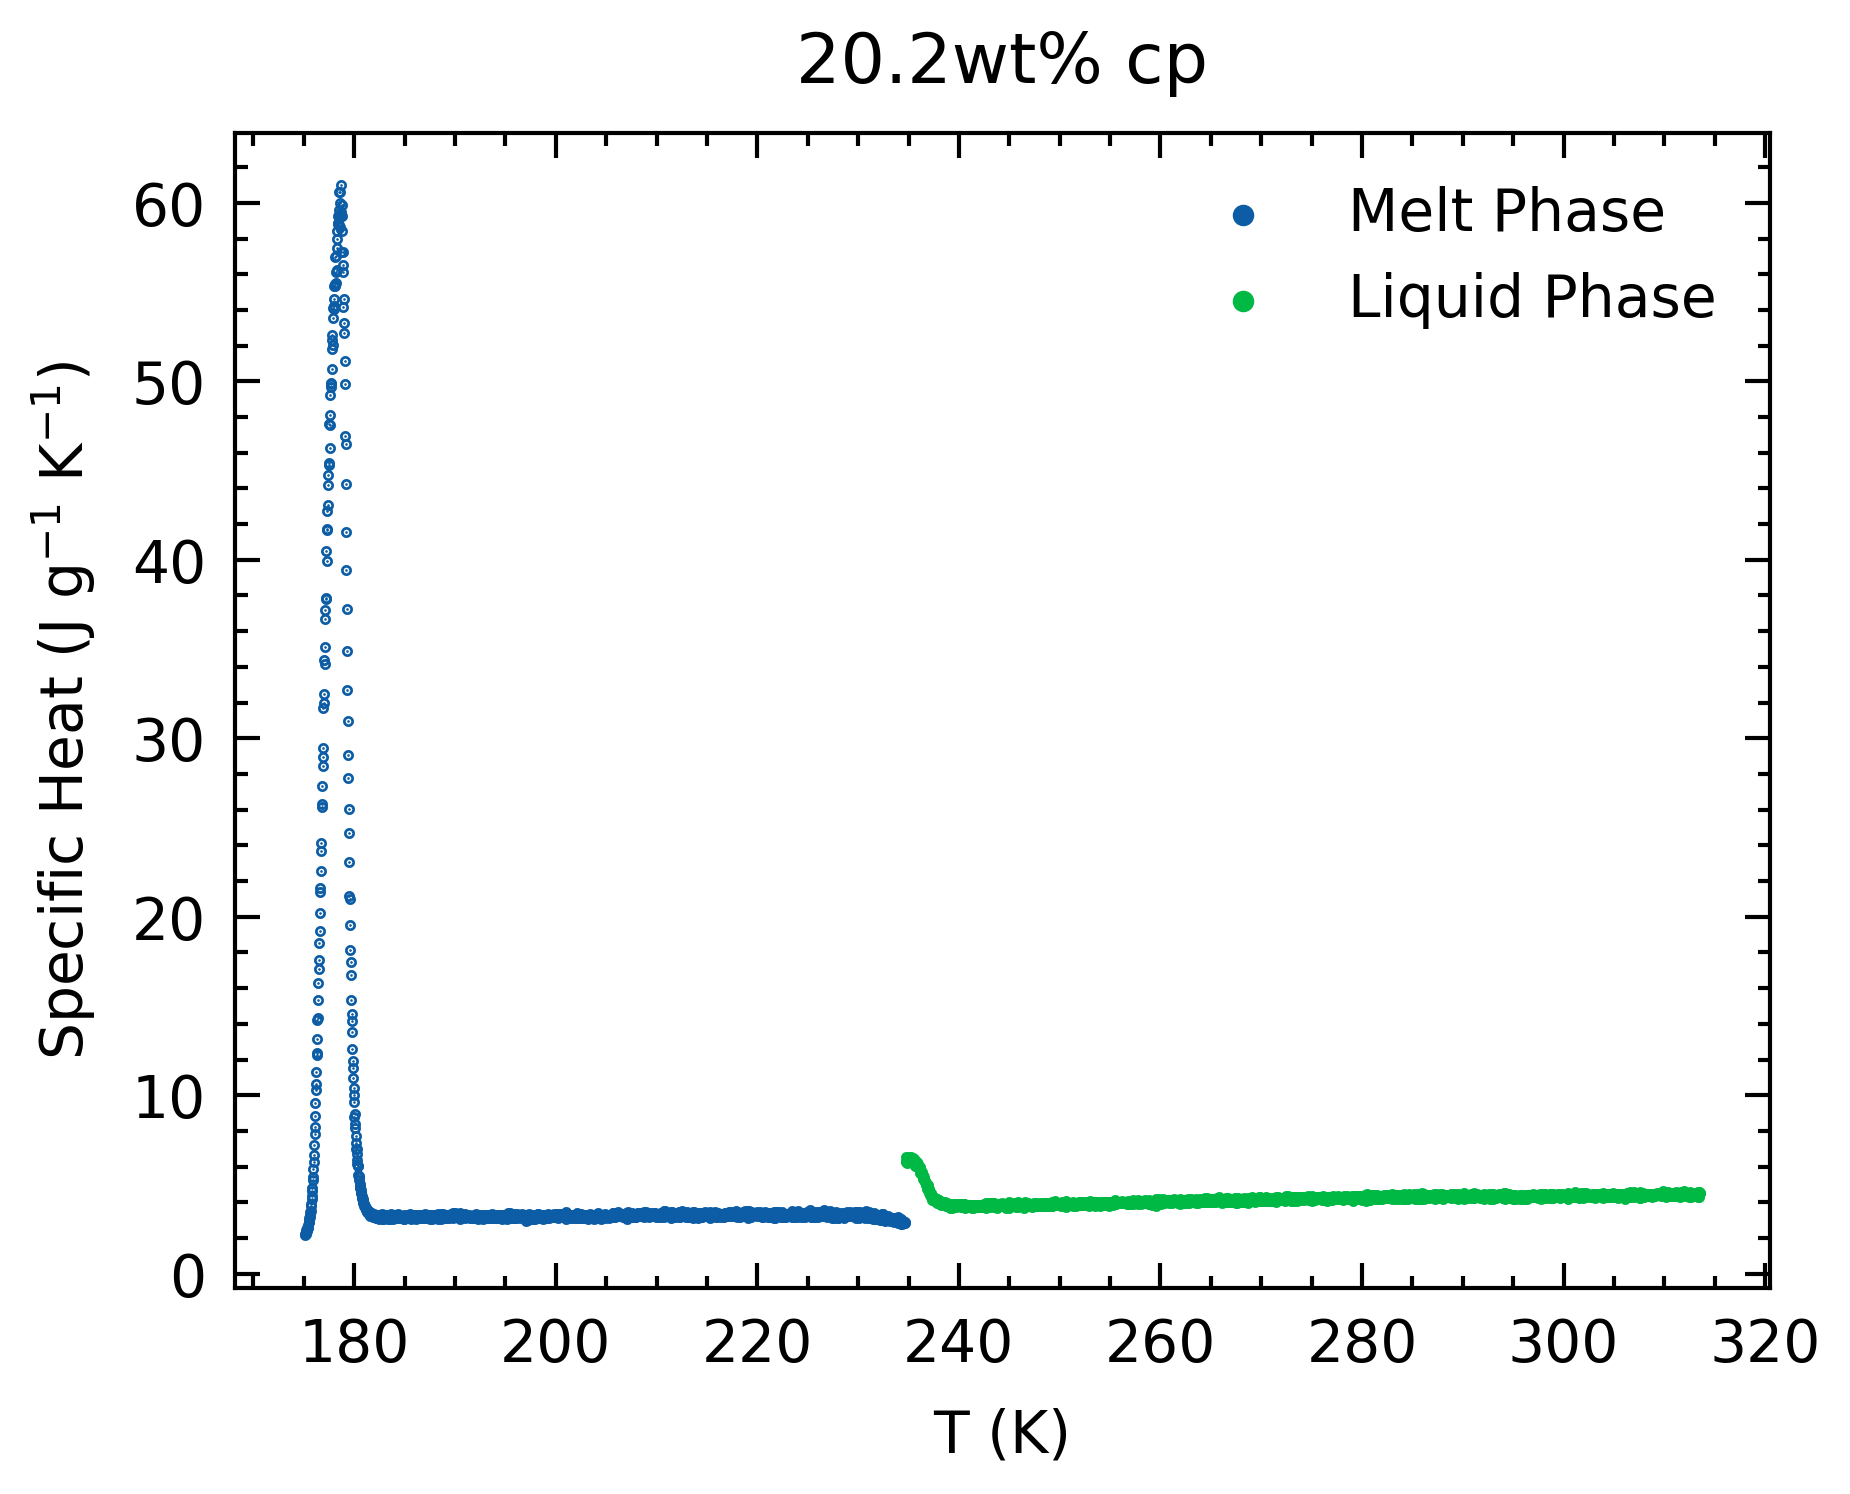 20.2wt% cp
Specific Heat (J g⁻¹ K⁻¹)
60
50
40
30
20
10
0
Melt Phase
Liquid Phase
180 200 220 240 260 280 300 320
T (K)